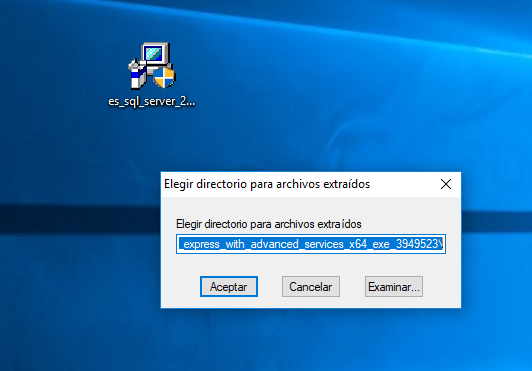 es_sql_server_2...
Elegir directorio para archivos extraídos
Elegir directorio para archivos extraídos
_express_with_advanced_services_x64_exe_3949523\
Aceptar
Cancelar
Examinar...